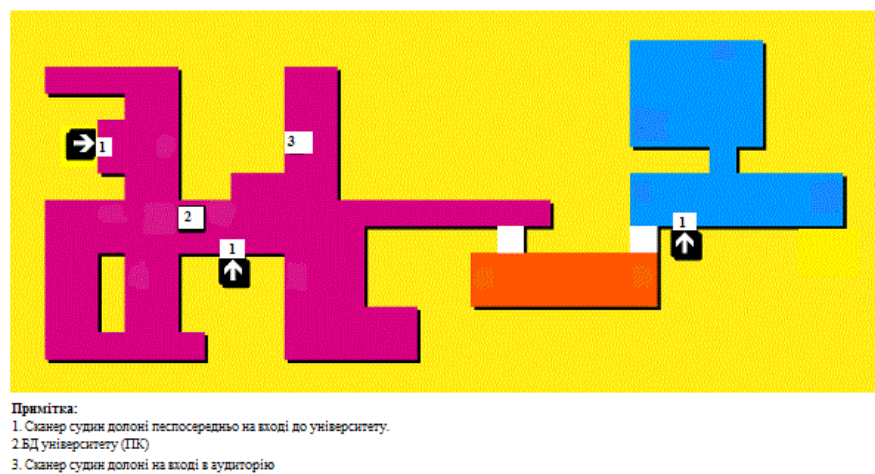 1
3
2
1
1
Примітка:
1. Сканер судин долоні песпосередньо на вході до університету.
2.БД університету (ПК)
3. Сканер судин долоні на вході в аудиторію